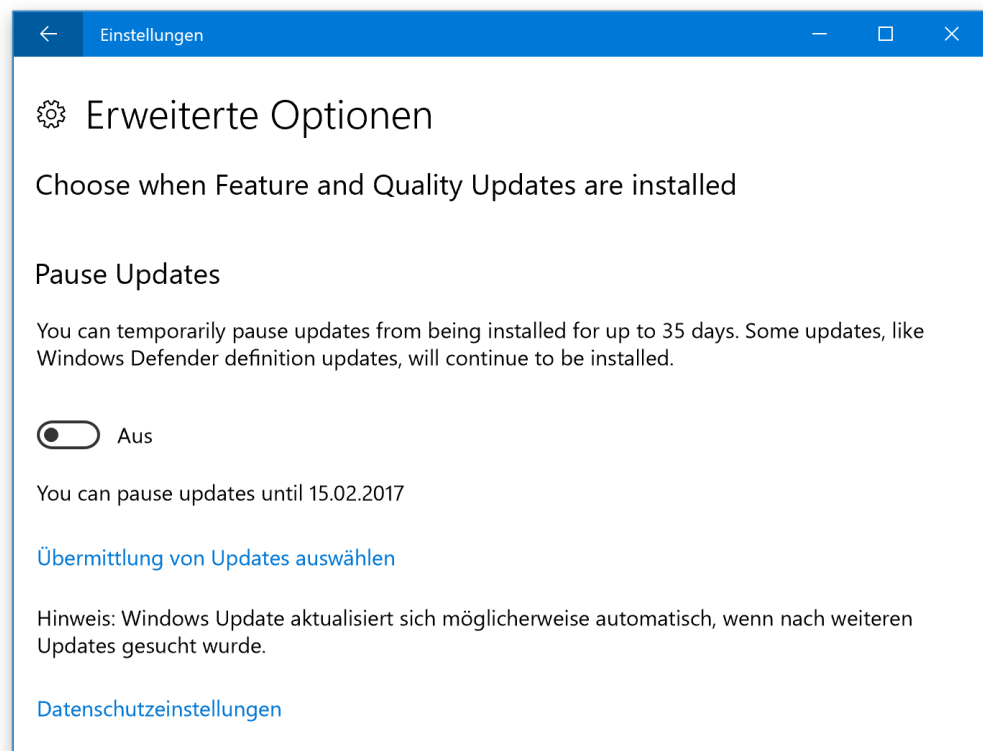 Einstellungen
Erweiterte Optionen
Choose when Feature and Quality Updates are installed
Pause Updates
You can temporarily pause updates from being installed for up to 35 days. Some updates, like
Windows Defender definition updates, will continue to be installed.
Aus
You can pause updates until 15.02.2017
Übermittlung von Updates auswählen
Hinweis: Windows Update aktualisiert sich möglicherweise automatisch, wenn nach weiteren
Updates gesucht wurde.
Datenschutzeinstellungen